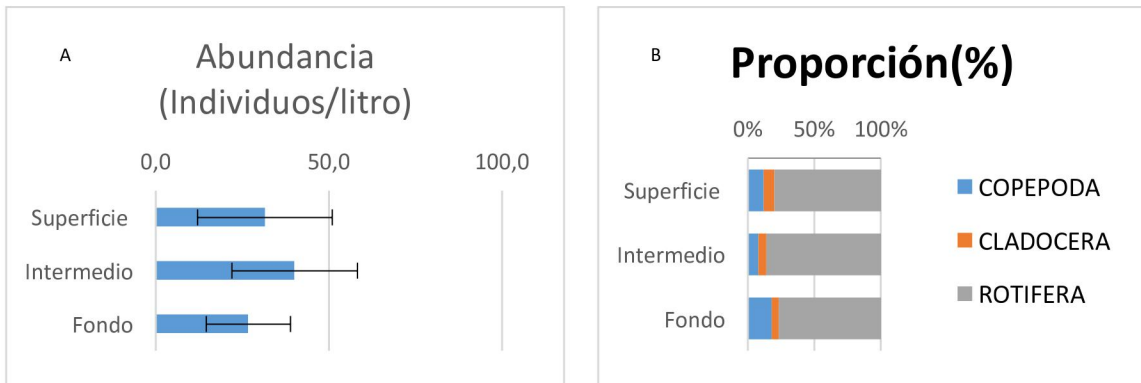 A
Abundancia
(Individuos/litro)
0,0 50,0 100,0
Superficie
Intermedio
Fondo
B
Proporción(%)
0% 50% 100%
Superficie
Intermedio
Fondo
COPEPODA
CLADOCERA
ROTIFERA